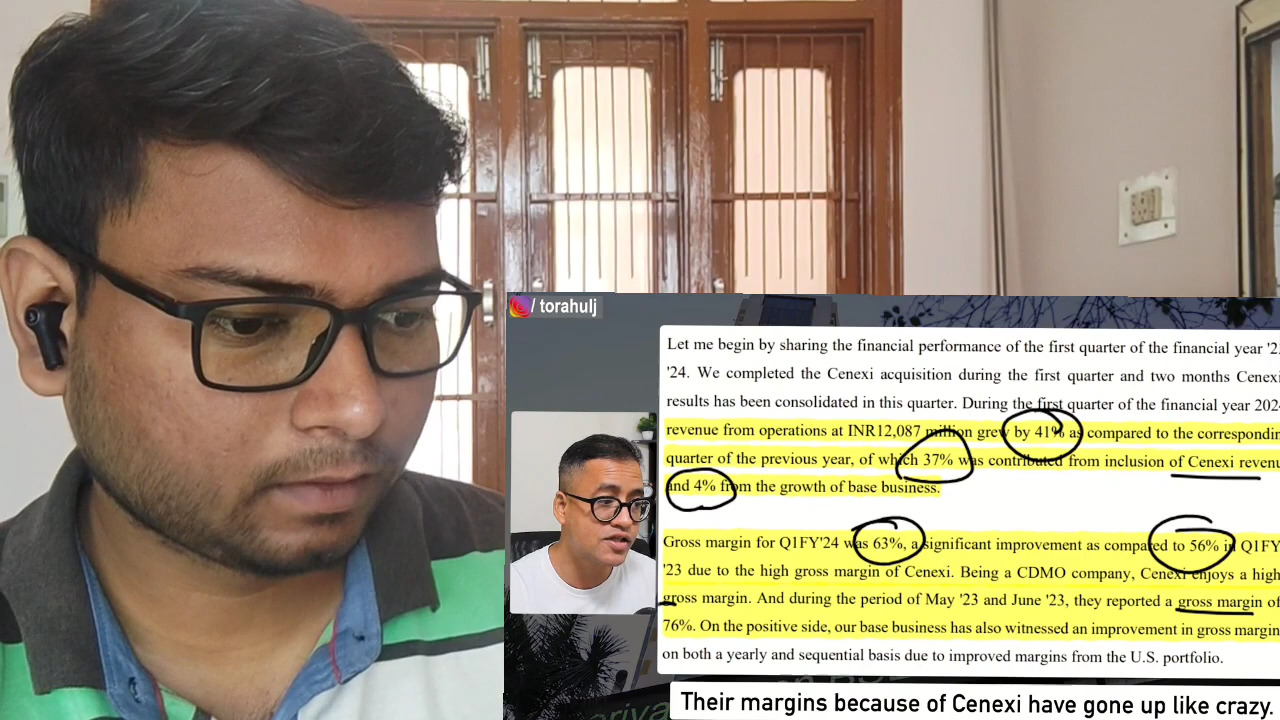 / torahulj
Let me begin by sharing the financial performance of the first quarter of the financial year
'24. We completed the Cenexi acquisition during the first quarter and two months
results has been consolidated in this quarter. During the first quarter of the financial year
revenue from operations at INR12,087 million grew by 41% as compared to the
quarter of the previous year, of which 37% was contributed from inclusion of Cenexi
and 4% from the growth of base business.
Gross margin for Q1FY'24 was 63%, a significant improvement as compared to 56% in
'23 due to the high gross margin of Cenexi. Being a CDMO company, Cenexi enjoys a high
gross margin. And during the period of May '23 and June '23, they reported a gross margin of
76%. On the positive side, our base business has also witnessed an improvement in gross margin
on both a yearly and sequential basis due to improved margins from the U.S. portfolio.
Their margins because of Cenexi have gone up like crazy.